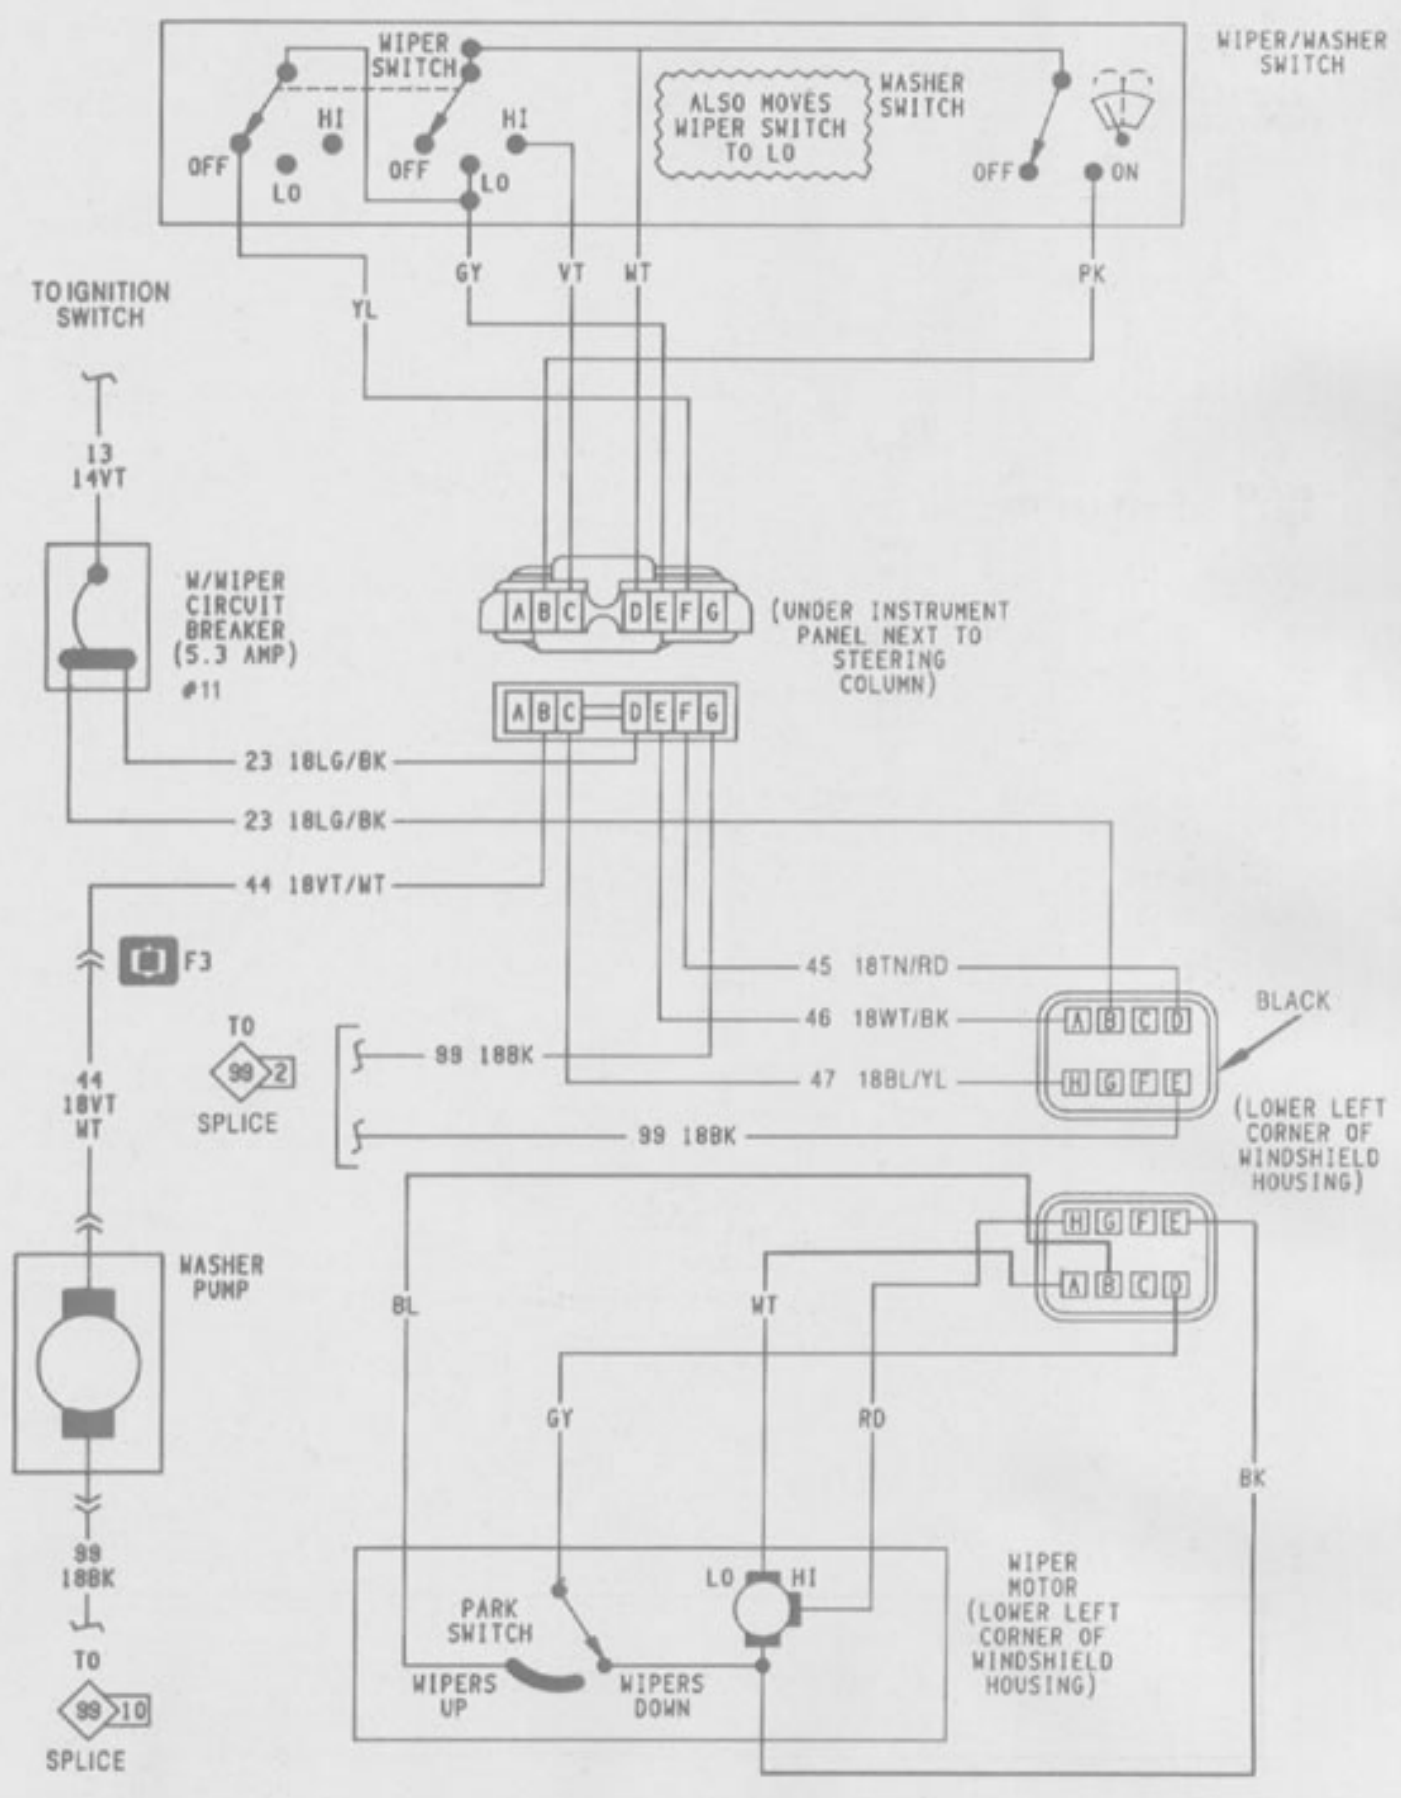 WIPER/WASHER
SWITCH
WIPER
SWITCH
HI
OFF
LO
HI
OFF
LO
ALSO MOVES
WIPER SWITCH
TO LO
WASHER
SWITCH
OFF
ON
YL
GY
VT
WT
PK
TO IGNITION
SWITCH
13
14VT
W/WIPER
CIRCUIT
BREAKER
(5.3 AMP)
#11
A B C D E F G
(UNDER INSTRUMENT
PANEL NEXT TO
STEERING
COLUMN)
A B C D E F G
23 18LG/BK
23 18LG/BK
44 18VT/WT
F3
45 18TN/RD
46 18WT/BK
99 18BK
47 18BL/YL
99 18BK
TO
99 2
SPLICE
A B C D
H G F E
BLACK
(LOWER LEFT
CORNER OF
WINDSHIELD
HOUSING)
44
18VT
WT
H G F E
A B C D
WASHER
PUMP
BL
WT
GY
RD
BK
99
18BK
TO
99 10
SPLICE
LO
HI
PARK
SWITCH
WIPERS
UP
WIPERS
DOWN
WIPER
MOTOR
(LOWER LEFT
CORNER OF
WINDSHIELD
HOUSING)